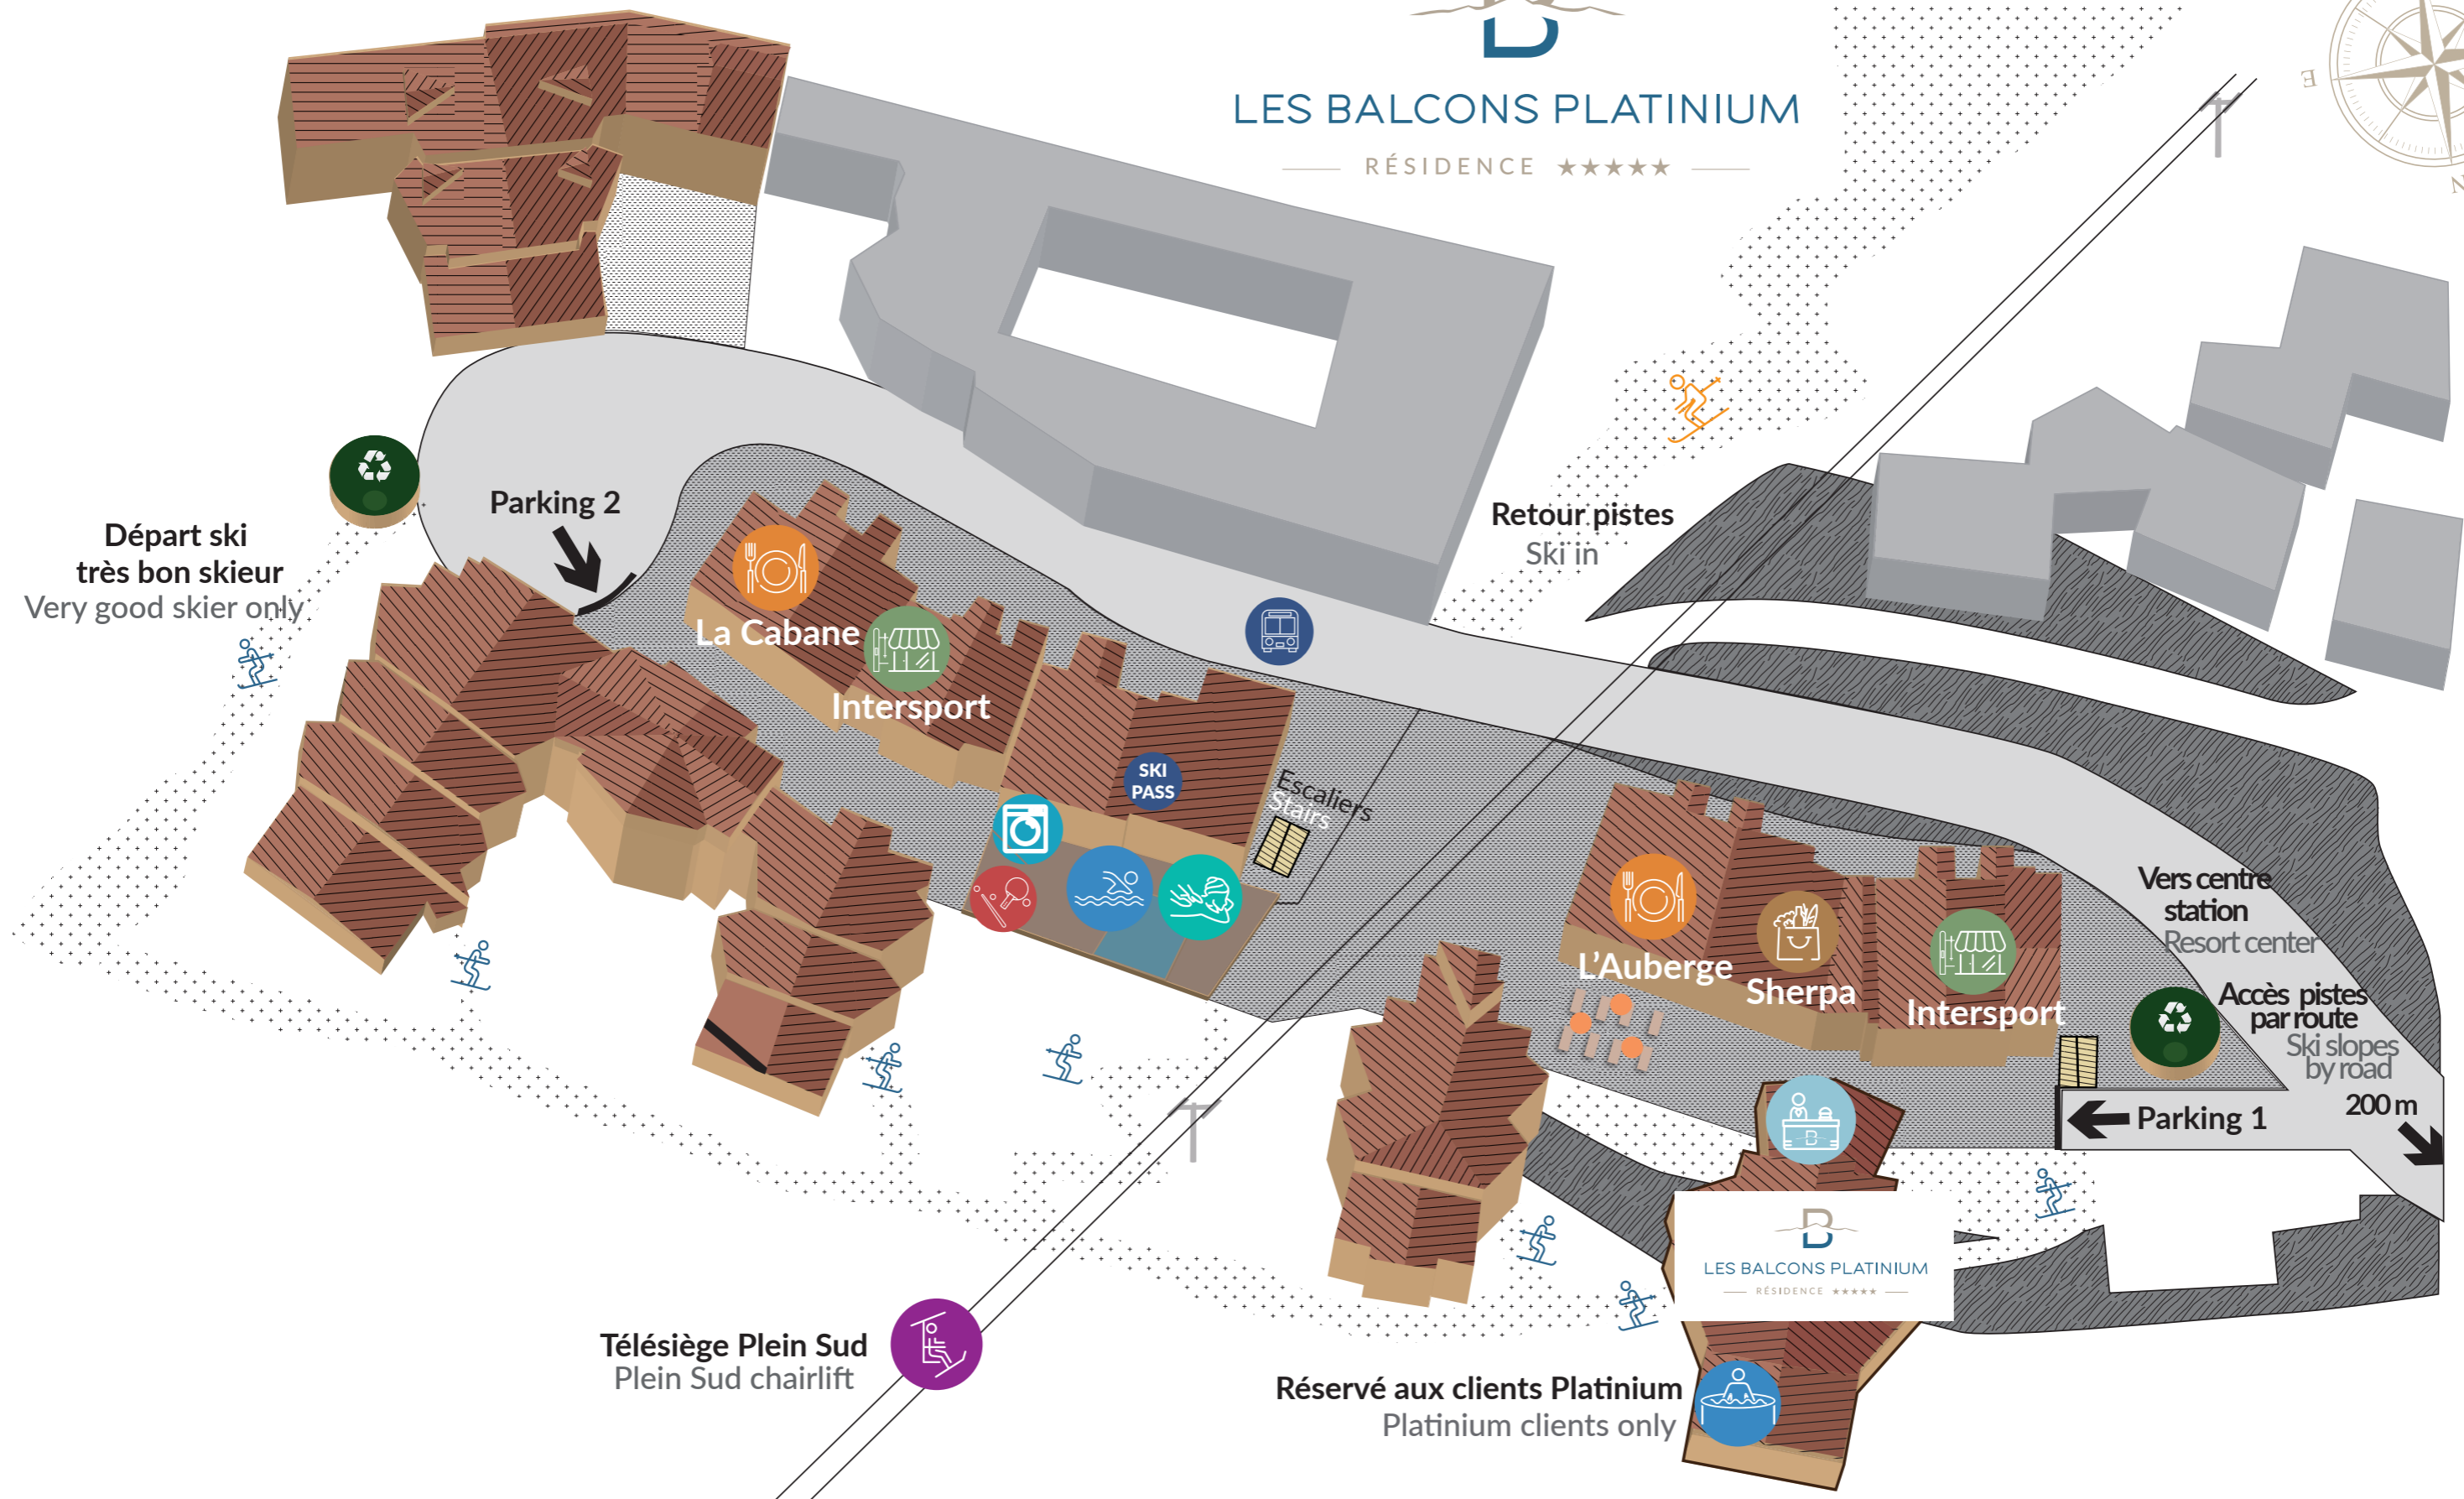 B
LES BALCONS PLATINIUM
RÉSIDENCE ★★★★★
E
N
Parking 2
Départ ski
très bon skieur
Very good skier only
Retour pistes
Ski in
La Cabane
Intersport
SKI
PASS
Escaliers
Stairs
L'Auberge
Sherpa
Intersport
Vers centre
station
Resort center
Accès pistes
par route
Ski slopes
by road
200 m
Parking 1
B
B
LES BALCONS PLATINIUM
RÉSIDENCE ★★★★★
Télésiège Plein Sud
Plein Sud chairlift
Réservé aux clients Platinium
Platinium clients only